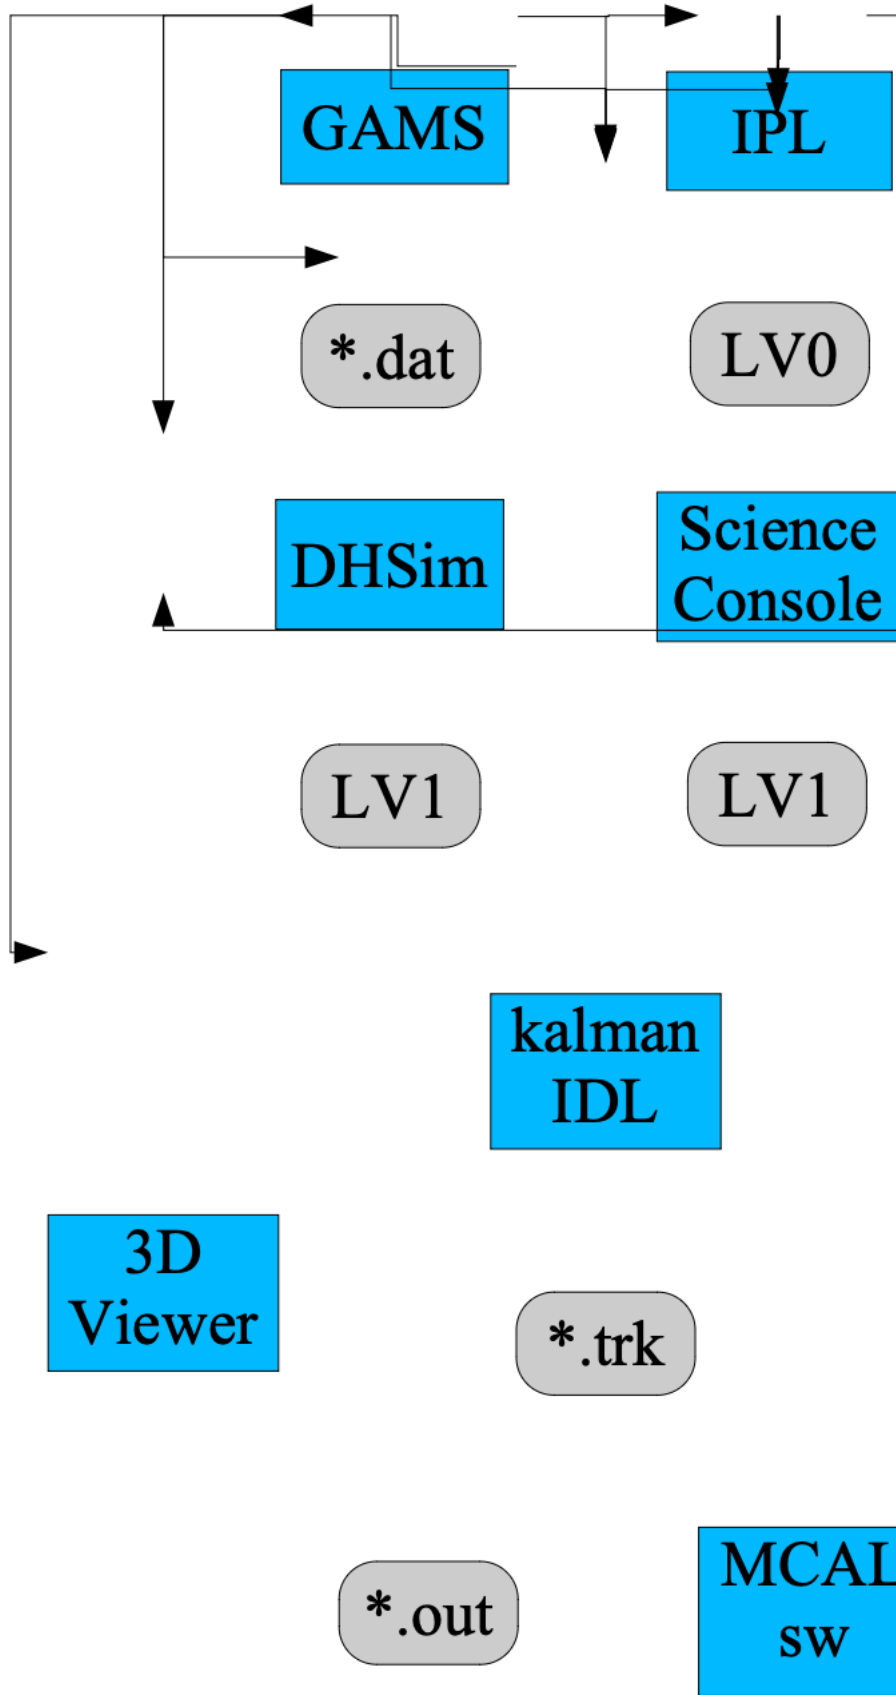 GAMS
IPL
*.dat
LV0
DHSim
Science
Console
LV1
LV1
kalman
IDL
3D
Viewer
*.trk
*.out
MCAL
sw